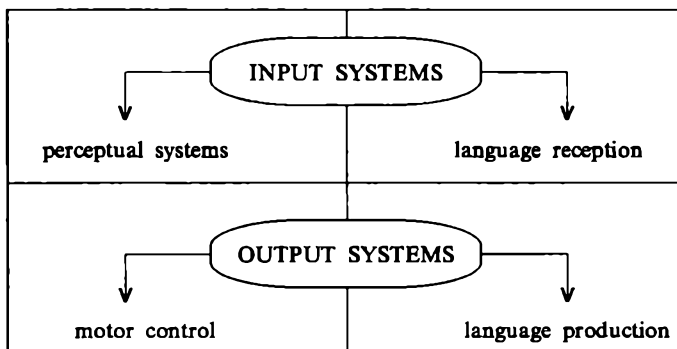 INPUT SYSTEMS
perceptual systems
language reception
OUTPUT SYSTEMS
motor control
language production